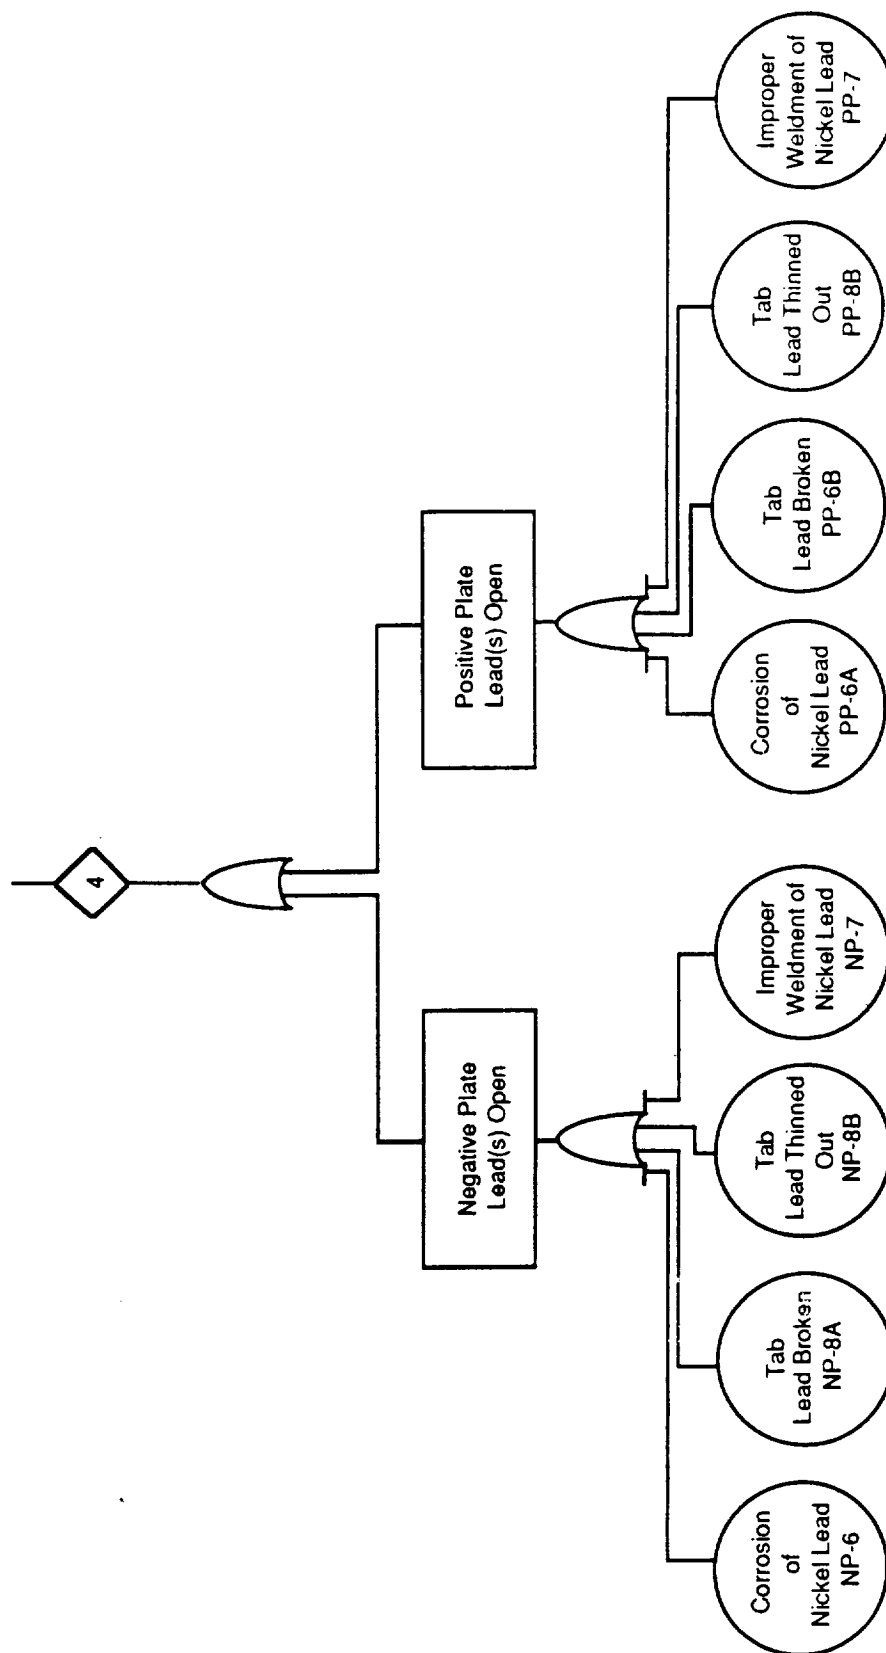 4
Negative Plate
Lead(s) Open
Positive Plate
Lead(s) Open
Corrosion
of
Nickel Lead
NP-6
Tab
Lead Broken
NP-8A
Tab
Lead Thinned
Out
NP-8B
Improper
Weldment of
Nickel Lead
NP-7
Corrosion
of
Nickel Lead
PP-6A
Tab
Lead Broken
PP-6B
Tab
Lead Thinned
Out
PP-8B
Improper
Weldment of
Nickel Lead
PP-7